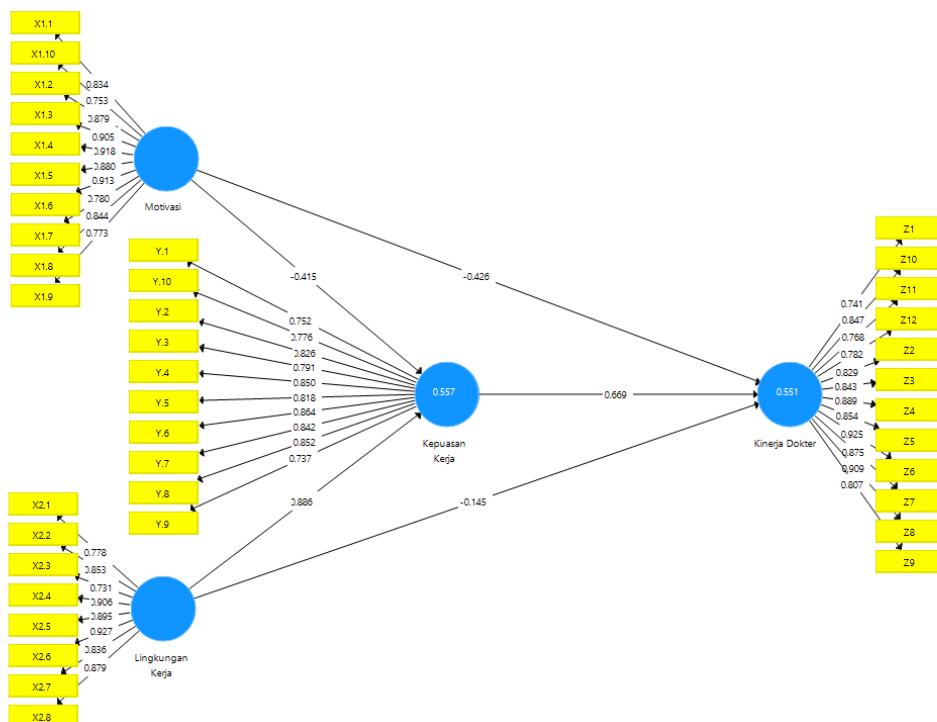 X1.1
X1.10
X1.2
X1.3
X1.4
X1.5
X1.6
X1.7
X1.8
X1.9
0.834
0.753
0.879
0.905
0.918
0.880
0.913
0.780
0.844
0.773
Motivasi
-0.415
-0.426
Y.1
Y.10
Y.2
Y.3
Y.4
Y.5
Y.6
Y.7
Y.8
Y.9
0.752
0.776
0.826
0.791
0.850
0.818
0.864
0.842
0.852
0.737
0.557
Kepuasan
Kerja
0.669
0.551
Kinerja Dokter
0.741
0.847
0.768
0.782
0.829
0.843
0.889
0.854
0.925
0.875
0.909
0.807
Z1
Z10
Z11
Z12
Z2
Z3
Z4
Z5
Z6
Z7
Z8
Z9
0.886
-0.145
X2.1
X2.2
X2.3
X2.4
X2.5
X2.6
X2.7
X2.8
0.778
0.853
0.731
0.906
0.895
0.927
0.836
0.879
Lingkungan
Kerja